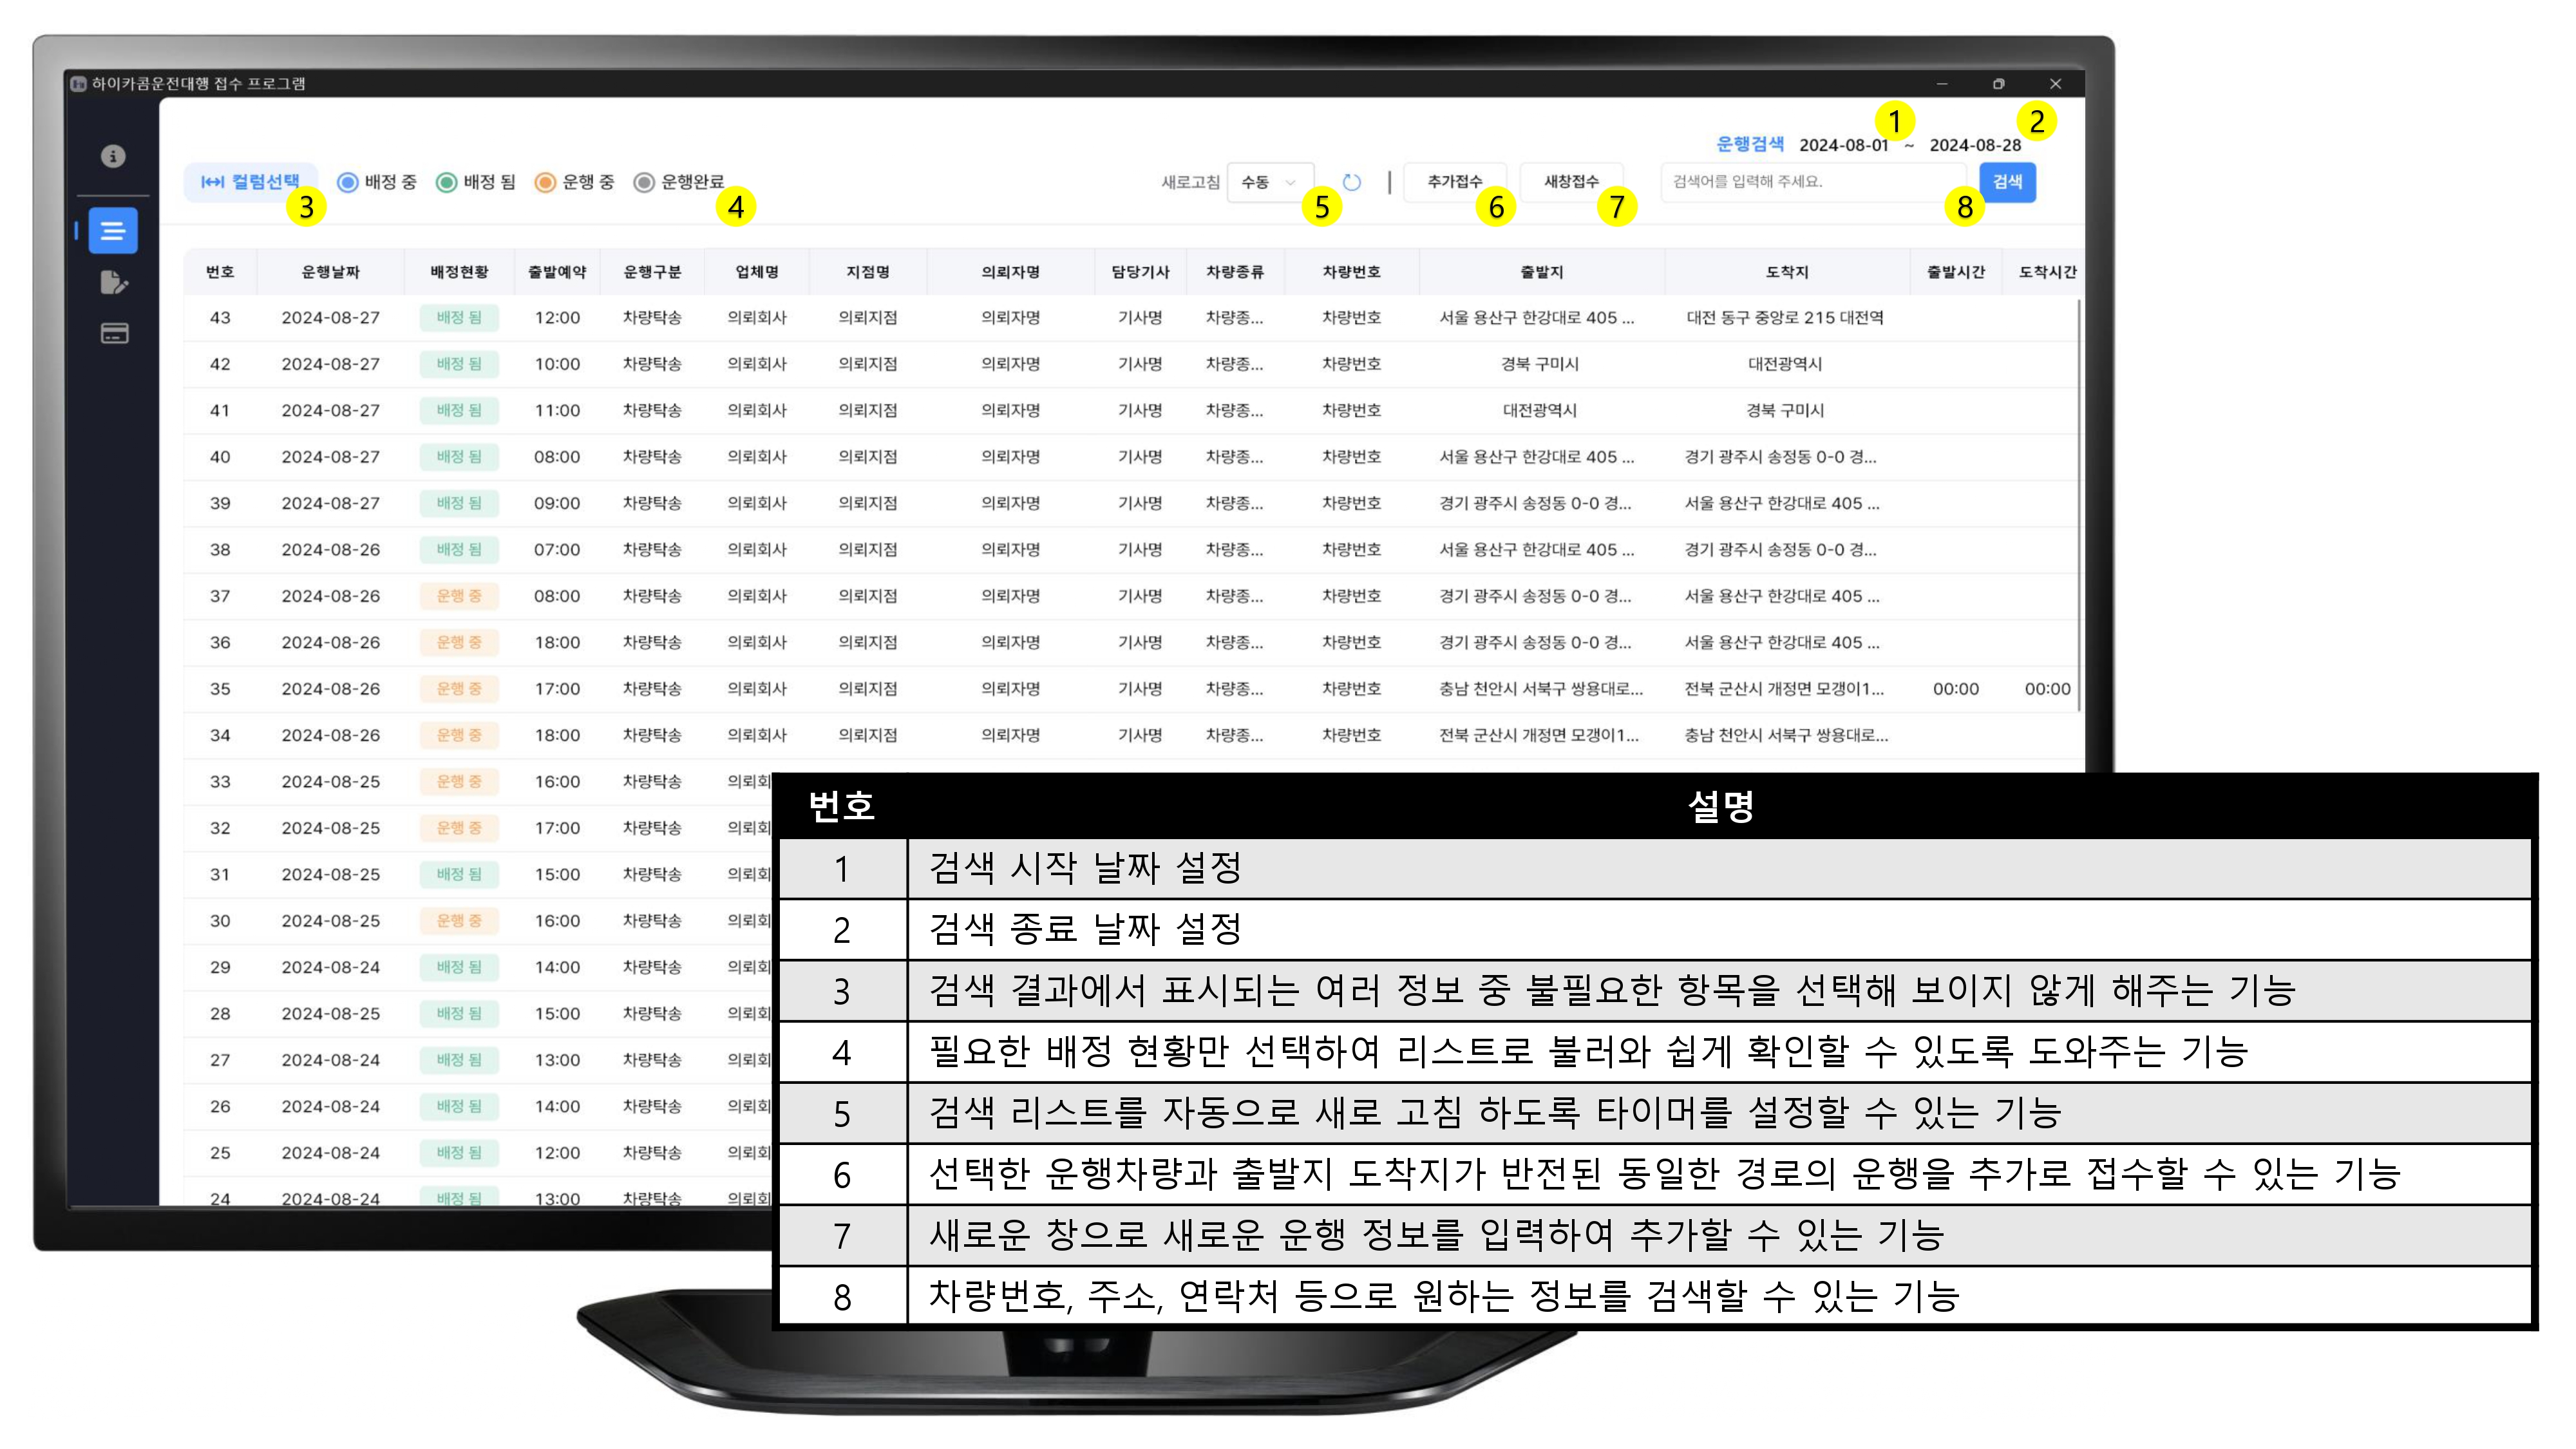 하이카콤운전대행 접수 프로그램
1 2
운행검색 2024-08-01 ~ 2024-08-28
컬럼선택 배정 중 배정 됨 운행 중 운행완료 새로고침 수동 추가접수 새창접수 검색어를 입력해 주세요. 검색
3 4 5 6 7 8
번호 운행날짜 배정현황 출발예약 운행구분 업체명 지점명 의뢰자명 담당기사 차량종류 차량번호 출발지 도착지 출발시간 도착시간
43 2024-08-27 배정 됨 12:00 차량탁송 의뢰회사 의뢰지점 의뢰자명 기사명 차량종... 차량번호 서울 용산구 한강대로 405 ... 대전 동구 중앙로 215 대전역
42 2024-08-27 배정 됨 10:00 차량탁송 의뢰회사 의뢰지점 의뢰자명 기사명 차량종... 차량번호 경북 구미시 대전광역시
41 2024-08-27 배정 됨 11:00 차량탁송 의뢰회사 의뢰지점 의뢰자명 기사명 차량종... 차량번호 대전광역시 경북 구미시
40 2024-08-27 배정 됨 08:00 차량탁송 의뢰회사 의뢰지점 의뢰자명 기사명 차량종... 차량번호 서울 용산구 한강대로 405 ... 경기 광주시 송정동 0-0 경...
39 2024-08-27 배정 됨 09:00 차량탁송 의뢰회사 의뢰지점 의뢰자명 기사명 차량종... 차량번호 경기 광주시 송정동 0-0 경... 서울 용산구 한강대로 405 ...
38 2024-08-26 배정 됨 07:00 차량탁송 의뢰회사 의뢰지점 의뢰자명 기사명 차량종... 차량번호 서울 용산구 한강대로 405 ... 경기 광주시 송정동 0-0 경...
37 2024-08-26 운행 중 08:00 차량탁송 의뢰회사 의뢰지점 의뢰자명 기사명 차량종... 차량번호 경기 광주시 송정동 0-0 경... 서울 용산구 한강대로 405 ...
36 2024-08-26 운행 중 18:00 차량탁송 의뢰회사 의뢰지점 의뢰자명 기사명 차량종... 차량번호 경기 광주시 송정동 0-0 경... 서울 용산구 한강대로 405 ...
35 2024-08-26 운행 중 17:00 차량탁송 의뢰회사 의뢰지점 의뢰자명 기사명 차량종... 차량번호 충남 천안시 서북구 쌍용대로... 전북 군산시 개정면 모갱이1... 00:00 00:00
34 2024-08-26 운행 중 18:00 차량탁송 의뢰회사 의뢰지점 의뢰자명 기사명 차량종... 차량번호 전북 군산시 개정면 모갱이1... 충남 천안시 서북구 쌍용대로...
33 2024-08-25 운행 중 16:00 차량탁송 의뢰회
32 2024-08-25 운행 중 17:00 차량탁송 의뢰회
31 2024-08-25 배정 됨 15:00 차량탁송 의뢰회
30 2024-08-25 운행 중 16:00 차량탁송 의뢰회
29 2024-08-24 배정 됨 14:00 차량탁송 의뢰회
28 2024-08-25 배정 됨 15:00 차량탁송 의뢰회
27 2024-08-24 배정 됨 13:00 차량탁송 의뢰회
26 2024-08-24 배정 됨 14:00 차량탁송 의뢰회
25 2024-08-24 배정 됨 12:00 차량탁송 의뢰회
24 2024-08-24 배정 됨 13:00 차량탁송 의뢰회
번호 설명
1 검색 시작 날짜 설정
2 검색 종료 날짜 설정
3 검색 결과에서 표시되는 여러 정보 중 불필요한 항목을 선택해 보이지 않게 해주는 기능
4 필요한 배정 현황만 선택하여 리스트로 불러와 쉽게 확인할 수 있도록 도와주는 기능
5 검색 리스트를 자동으로 새로 고침 하도록 타이머를 설정할 수 있는 기능
6 선택한 운행차량과 출발지 도착지가 반전된 동일한 경로의 운행을 추가로 접수할 수 있는 기능
7 새로운 창으로 새로운 운행 정보를 입력하여 추가할 수 있는 기능
8 차량번호, 주소, 연락처 등으로 원하는 정보를 검색할 수 있는 기능